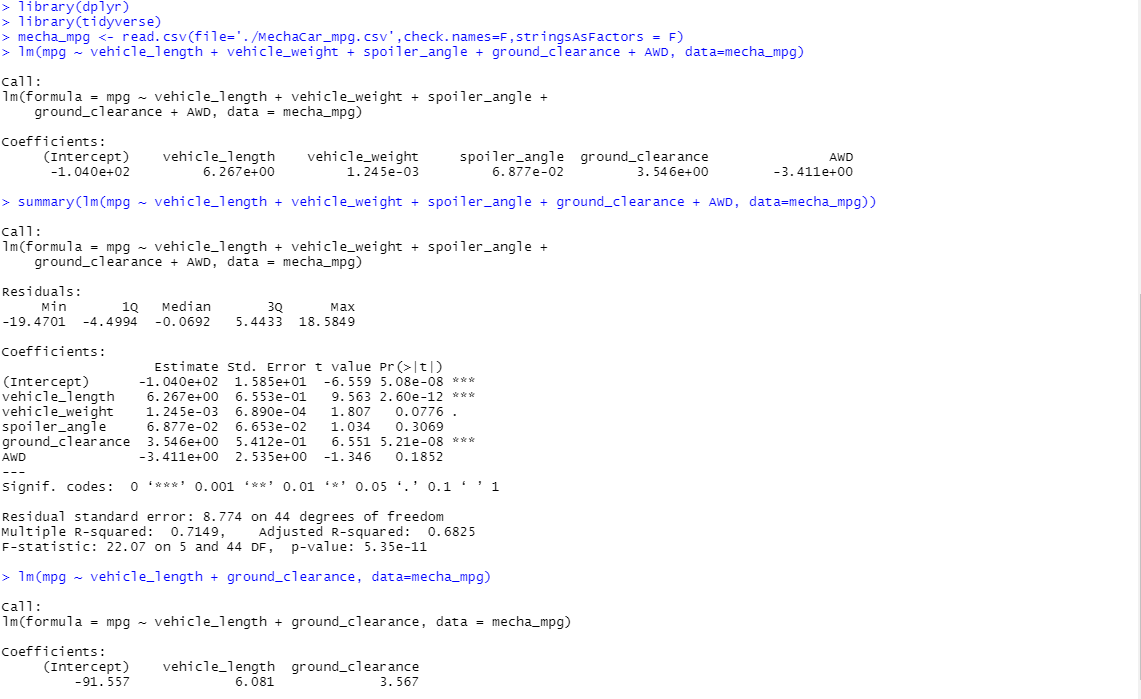 > library(dplyr)
> library(tidyverse)
> mecha_mpg <- read.csv(file='./MechaCar_mpg.csv',check.names=F,stringsAsFactors = F)
> lm(mpg ~ vehicle_length + vehicle_weight + spoiler_angle + ground_clearance + AWD, data=mecha_mpg)
Call:
lm(formula = mpg ~ vehicle_length + vehicle_weight + spoiler_angle +
    ground_clearance + AWD, data = mecha_mpg)
Coefficients:
     (Intercept)    vehicle_length    vehicle_weight     spoiler_angle  ground_clearance               AWD
      -1.040e+02         6.267e+00         1.245e-03         6.877e-02         3.546e+00        -3.411e+00
> summary(lm(mpg ~ vehicle_length + vehicle_weight + spoiler_angle + ground_clearance + AWD, data=mecha_mpg))
Call:
lm(formula = mpg ~ vehicle_length + vehicle_weight + spoiler_angle +
    ground_clearance + AWD, data = mecha_mpg)
Residuals:
     Min       1Q   Median       3Q      Max
-19.4701  -4.4994  -0.0692   5.4433  18.5849
Coefficients:
                   Estimate Std. Error t value Pr(>|t|)
(Intercept)      -1.040e+02  1.585e+01  -6.559 5.08e-08 ***
vehicle_length    6.267e+00  6.553e-01   9.563 2.60e-12 ***
vehicle_weight    1.245e-03  6.890e-04   1.807   0.0776 .
spoiler_angle     6.877e-02  6.653e-02   1.034   0.3069
ground_clearance  3.546e+00  5.412e-01   6.551 5.21e-08 ***
AWD              -3.411e+00  2.535e+00  -1.346   0.1852
---
Signif. codes:  0 ‘***’ 0.001 ‘**’ 0.01 ‘*’ 0.05 ‘.’ 0.1 ‘ ’ 1
Residual standard error: 8.774 on 44 degrees of freedom
Multiple R-squared:  0.7149,    Adjusted R-squared:  0.6825
F-statistic: 22.07 on 5 and 44 DF,  p-value: 5.35e-11
> lm(mpg ~ vehicle_length + ground_clearance, data=mecha_mpg)
Call:
lm(formula = mpg ~ vehicle_length + ground_clearance, data = mecha_mpg)
Coefficients:
     (Intercept)    vehicle_length  ground_clearance
         -91.557             6.081             3.567